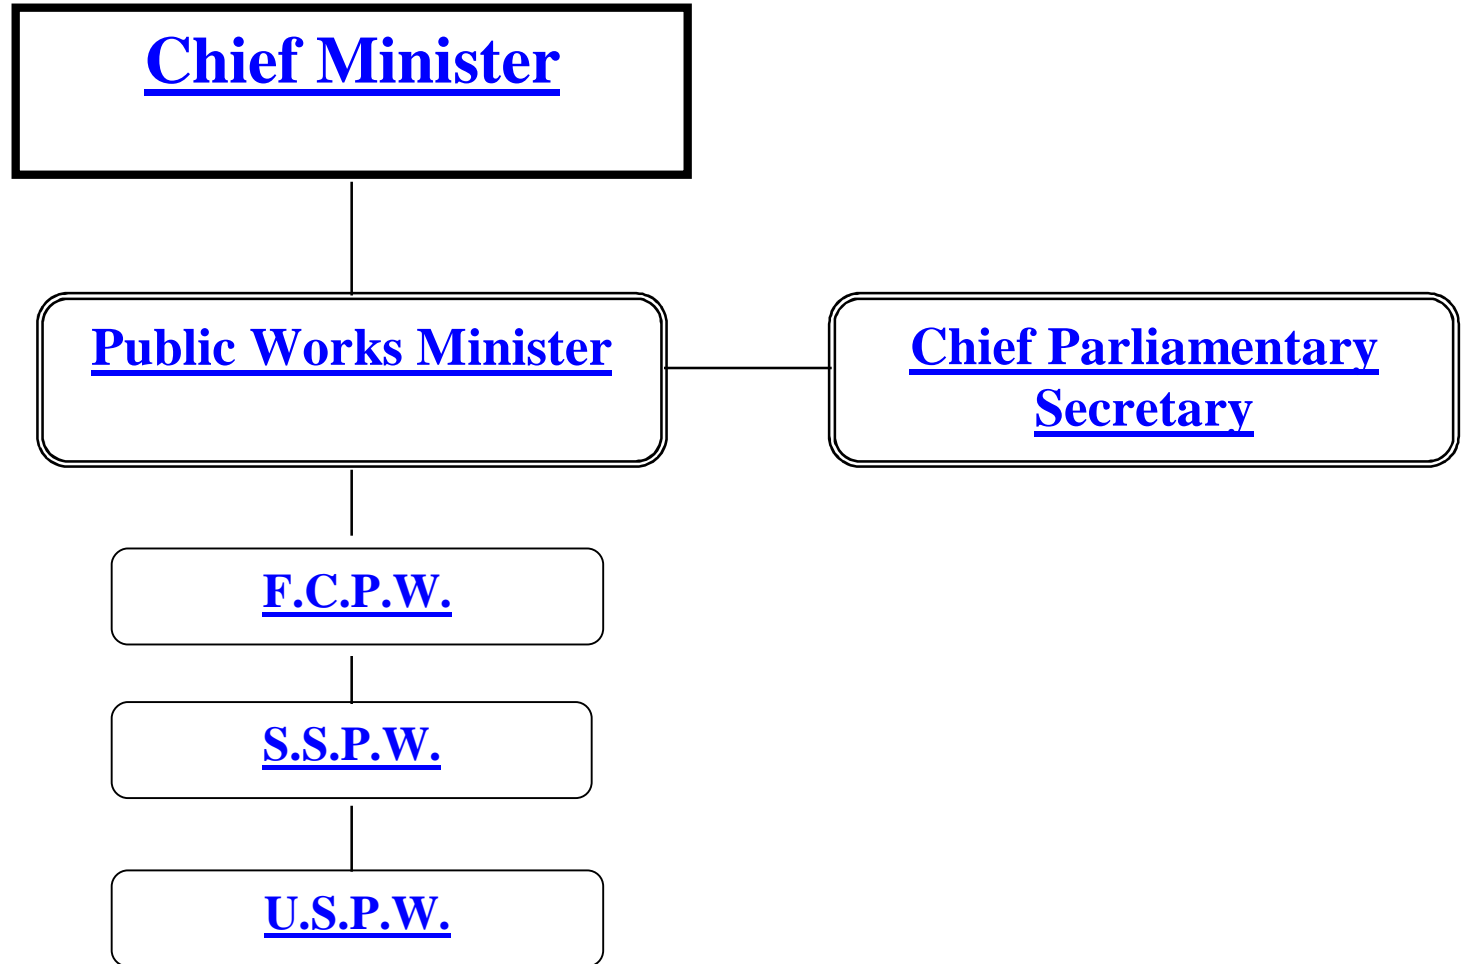 Chief Minister
Public Works Minister
Chief Parliamentary
Secretary
F.C.P.W.
S.S.P.W.
U.S.P.W.